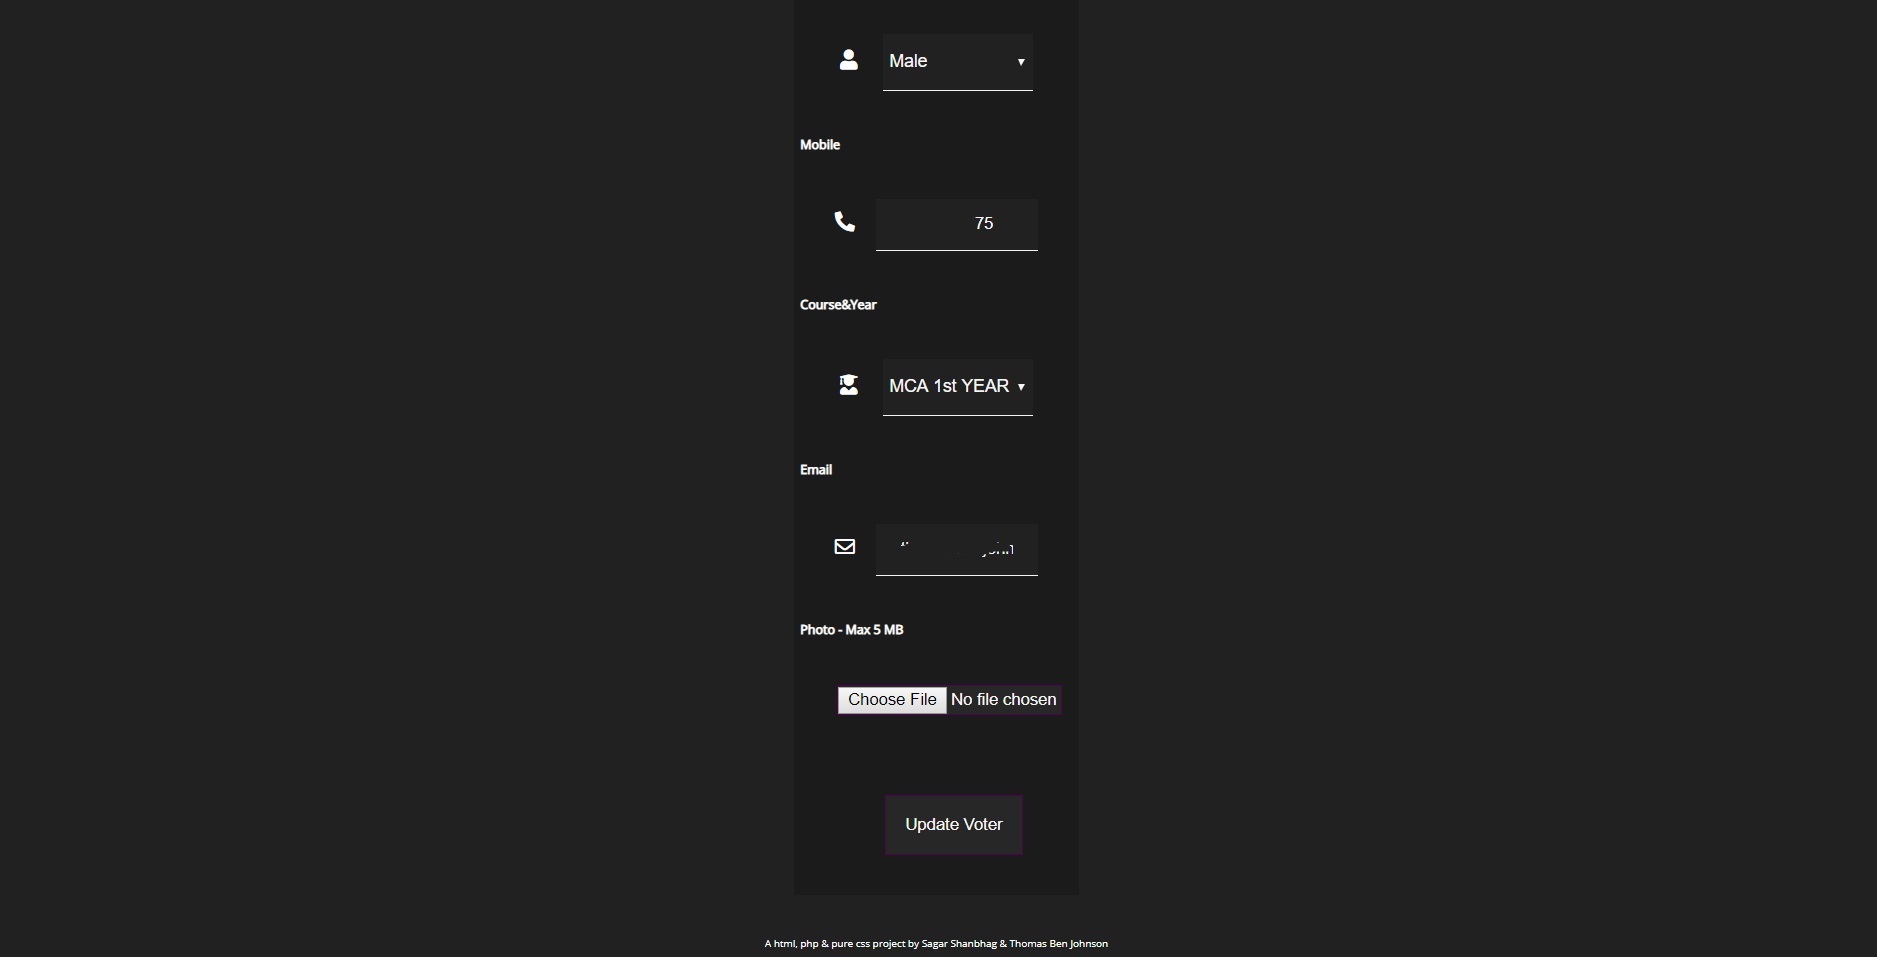 Male
Mobile
75
Course&Year
MCA 1st YEAR
Email
Photo - Max 5 MB
Choose File No file chosen
Update Voter
A html, php & pure css project by Sagar Shanbhag & Thomas Ben Johnson